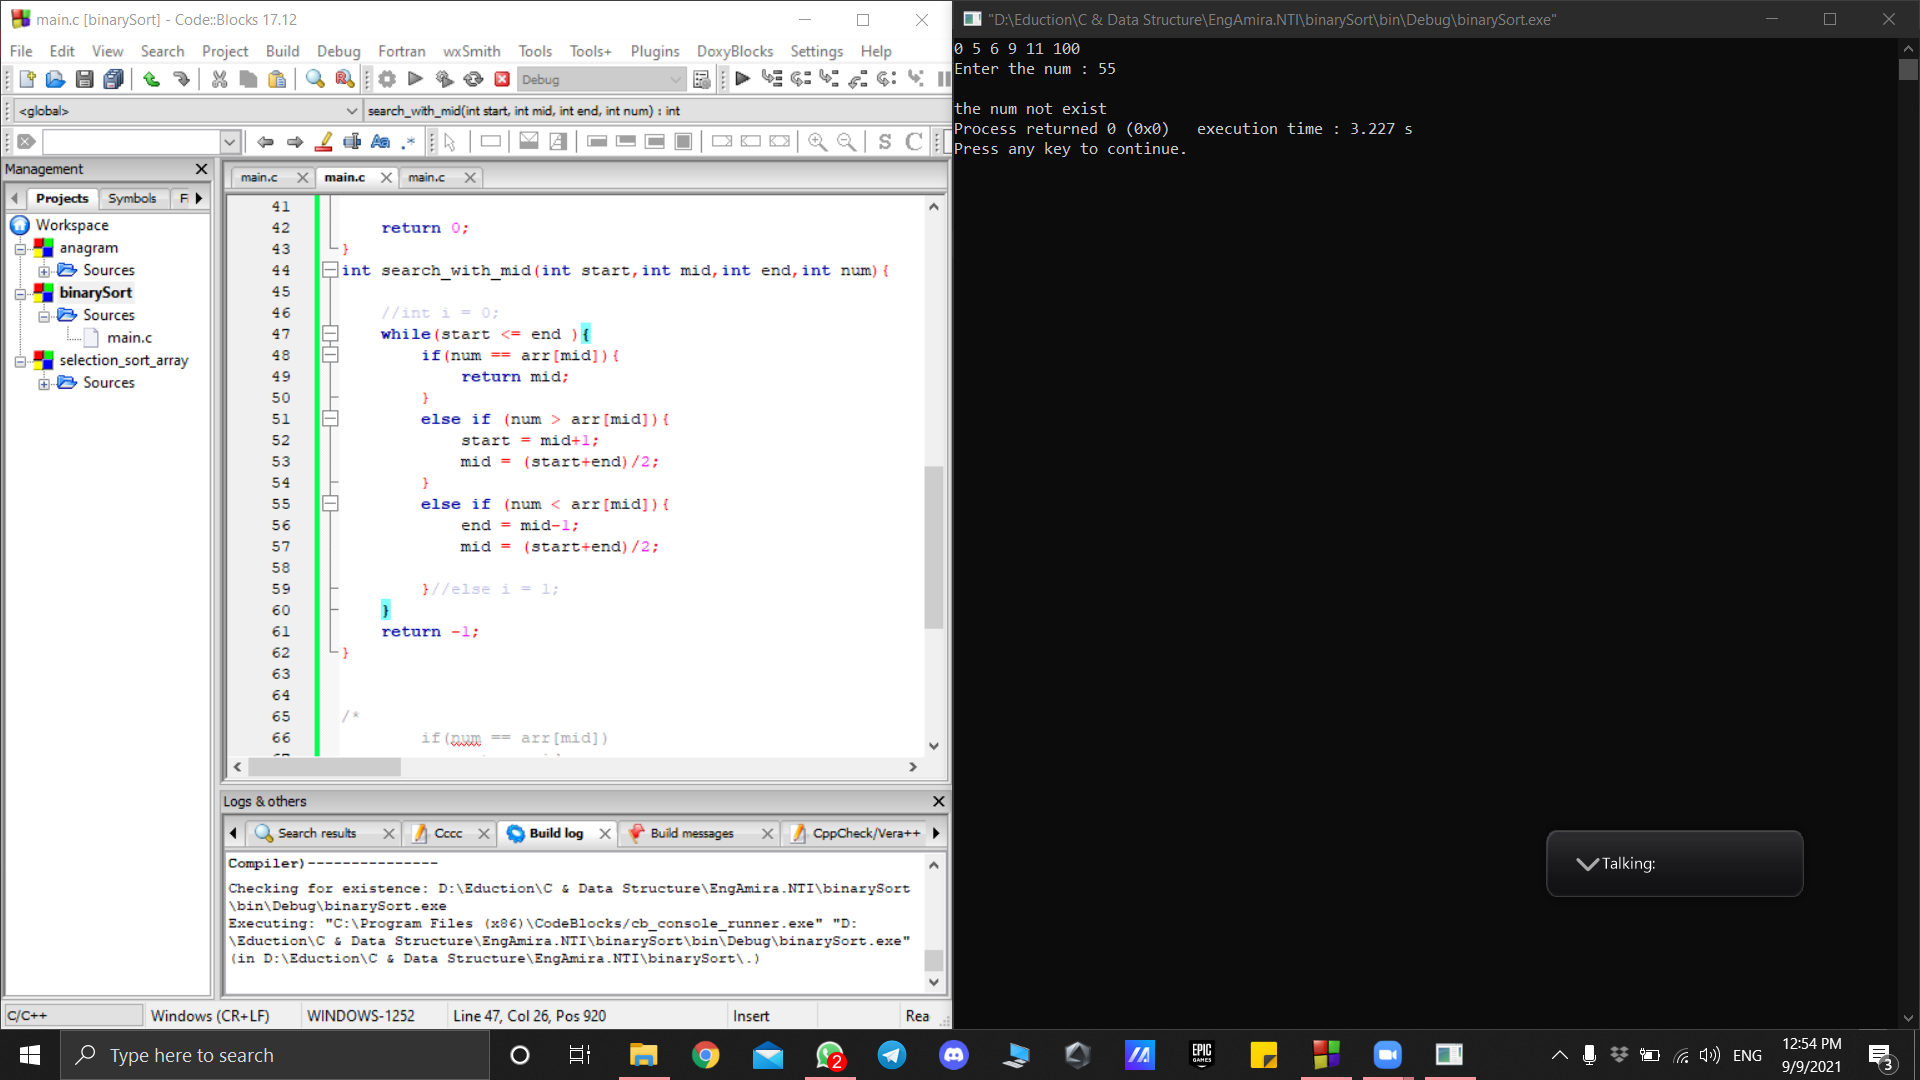 main.c [binarySort] - Code::Blocks 17.12
File Edit View Search Project Build Debug Fortran wxSmith Tools Tools+ Plugins DoxyBlocks Settings Help
Debug
<global>
search_with_mid(int start, int mid, int end, int num) : int
Management
Projects Symbols
Workspace
anagram
Sources
binarySort
Sources
main.c
selection_sort_array
Sources
main.c main.c main.c
41
42 return 0;
43 }
44 int search_with_mid(int start,int mid,int end,int num){
45
46 //int i = 0;
47 while(start <= end ){
48 if(num == arr[mid]){
49 return mid;
50 }
51 else if (num > arr[mid]){
52 start = mid+1;
53 mid = (start+end)/2;
54 }
55 else if (num < arr[mid]){
56 end = mid-1;
57 mid = (start+end)/2;
58
59 }//else i = 1;
60 }
61 return -1;
62 }
63
64
65 /*
66 if(num == arr[mid])
Logs & others
Search results Cccc Build log Build messages CppCheck/Vera++
Compiler)---------------
Checking for existence: D:\Eduction\C & Data Structure\EngAmira.NTI\binarySort
\bin\Debug\binarySort.exe
Executing: "C:\Program Files (x86)\CodeBlocks/cb_console_runner.exe" "D:
\Eduction\C & Data Structure\EngAmira.NTI\binarySort\bin\Debug\binarySort.exe"
(in D:\Eduction\C & Data Structure\EngAmira.NTI\binarySort\.)
C/C++ Windows (CR+LF) WINDOWS-1252 Line 47, Col 26, Pos 920 Insert Rea
"D:\Eduction\C & Data Structure\EngAmira.NTI\binarySort\bin\Debug\binarySort.exe"
0 5 6 9 11 100
Enter the num : 55
the num not exist
Process returned 0 (0x0) execution time : 3.227 s
Press any key to continue.
Talking:
Type here to search
2
EPIC
GAMES
ENG
12:54 PM
9/9/2021
3